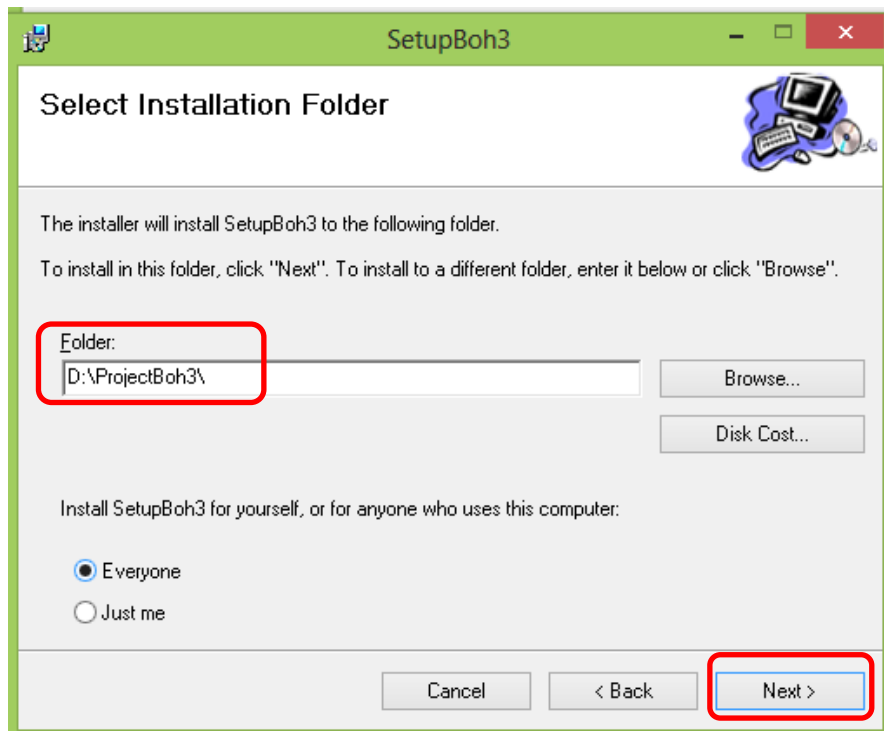 SetupBoh3
Select Installation Folder
The installer will install SetupBoh3 to the following folder.
To install in this folder, click "Next". To install to a different folder, enter it below or click "Browse".
Folder:
D:\ProjectBoh3\
Browse...
Disk Cost...
Install SetupBoh3 for yourself, or for anyone who uses this computer:
Everyone
Just me
Cancel
< Back
Next >